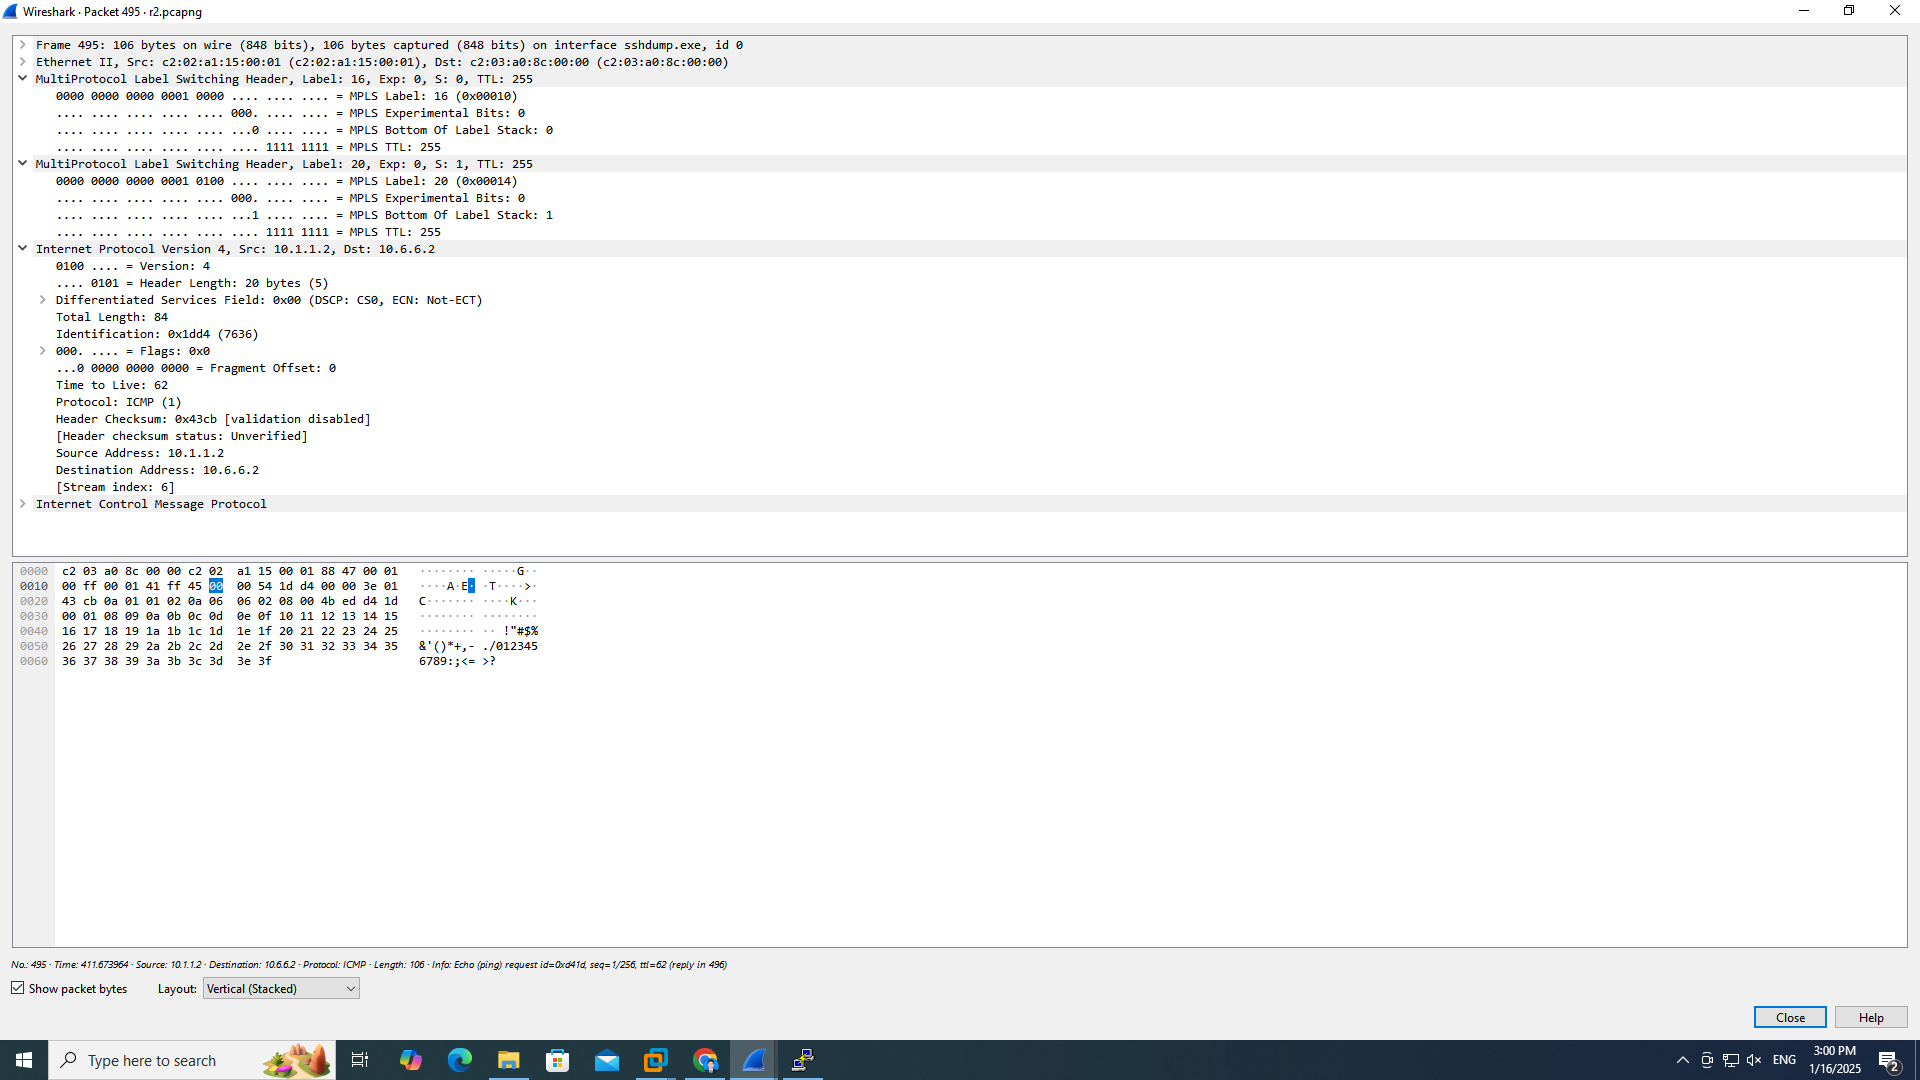 Wireshark · Packet 495 · r2.pcapng
Frame 495: 106 bytes on wire (848 bits), 106 bytes captured (848 bits) on interface sshdump.exe, id 0
Ethernet II, Src: c2:02:a1:15:00:01 (c2:02:a1:15:00:01), Dst: c2:03:a0:8c:00:00 (c2:03:a0:8c:00:00)
MultiProtocol Label Switching Header, Label: 16, Exp: 0, S: 0, TTL: 255
0000 0000 0000 0001 0000 .... .... .... = MPLS Label: 16 (0x00010)
.... .... .... .... .... 000. .... .... = MPLS Experimental Bits: 0
.... .... .... .... .... ...0 .... .... = MPLS Bottom Of Label Stack: 0
.... .... .... .... .... .... 1111 1111 = MPLS TTL: 255
MultiProtocol Label Switching Header, Label: 20, Exp: 0, S: 1, TTL: 255
0000 0000 0000 0001 0100 .... .... .... = MPLS Label: 20 (0x00014)
.... .... .... .... .... 000. .... .... = MPLS Experimental Bits: 0
.... .... .... .... .... ...1 .... .... = MPLS Bottom Of Label Stack: 1
.... .... .... .... .... .... 1111 1111 = MPLS TTL: 255
Internet Protocol Version 4, Src: 10.1.1.2, Dst: 10.6.6.2
0100 .... = Version: 4
.... 0101 = Header Length: 20 bytes (5)
Differentiated Services Field: 0x00 (DSCP: CS0, ECN: Not-ECT)
Total Length: 84
Identification: 0x1dd4 (7636)
000. .... = Flags: 0x0
...0 0000 0000 0000 = Fragment Offset: 0
Time to Live: 62
Protocol: ICMP (1)
Header Checksum: 0x43cb [validation disabled]
[Header checksum status: Unverified]
Source Address: 10.1.1.2
Destination Address: 10.6.6.2
[Stream index: 6]
Internet Control Message Protocol
0000 c2 03 a0 8c 00 00 c2 02 a1 15 00 01 88 47 00 01 ········ ·····G··
0010 00 ff 00 01 41 ff 45 00 00 54 1d d4 00 00 3e 01 ····A·E· ·T····>·
0020 43 cb 0a 01 01 02 0a 06 06 02 08 00 4b ed d4 1d C······· ····K···
0030 00 01 08 09 0a 0b 0c 0d 0e 0f 10 11 12 13 14 15 ········ ········
0040 16 17 18 19 1a 1b 1c 1d 1e 1f 20 21 22 23 24 25 ········ ·· !"#$%
0050 26 27 28 29 2a 2b 2c 2d 2e 2f 30 31 32 33 34 35 &'()*+,- ./012345
0060 36 37 38 39 3a 3b 3c 3d 3e 3f 6789:;<= >?
No.: 495 · Time: 411.673964 · Source: 10.1.1.2 · Destination: 10.6.6.2 · Protocol: ICMP · Length: 106 · Info: Echo (ping) request id=0xd41d, seq=1/256, ttl=62 (reply in 496)
Show packet bytes Layout: Vertical (Stacked)
Close Help
Type here to search
ENG
3:00 PM
1/16/2025
2